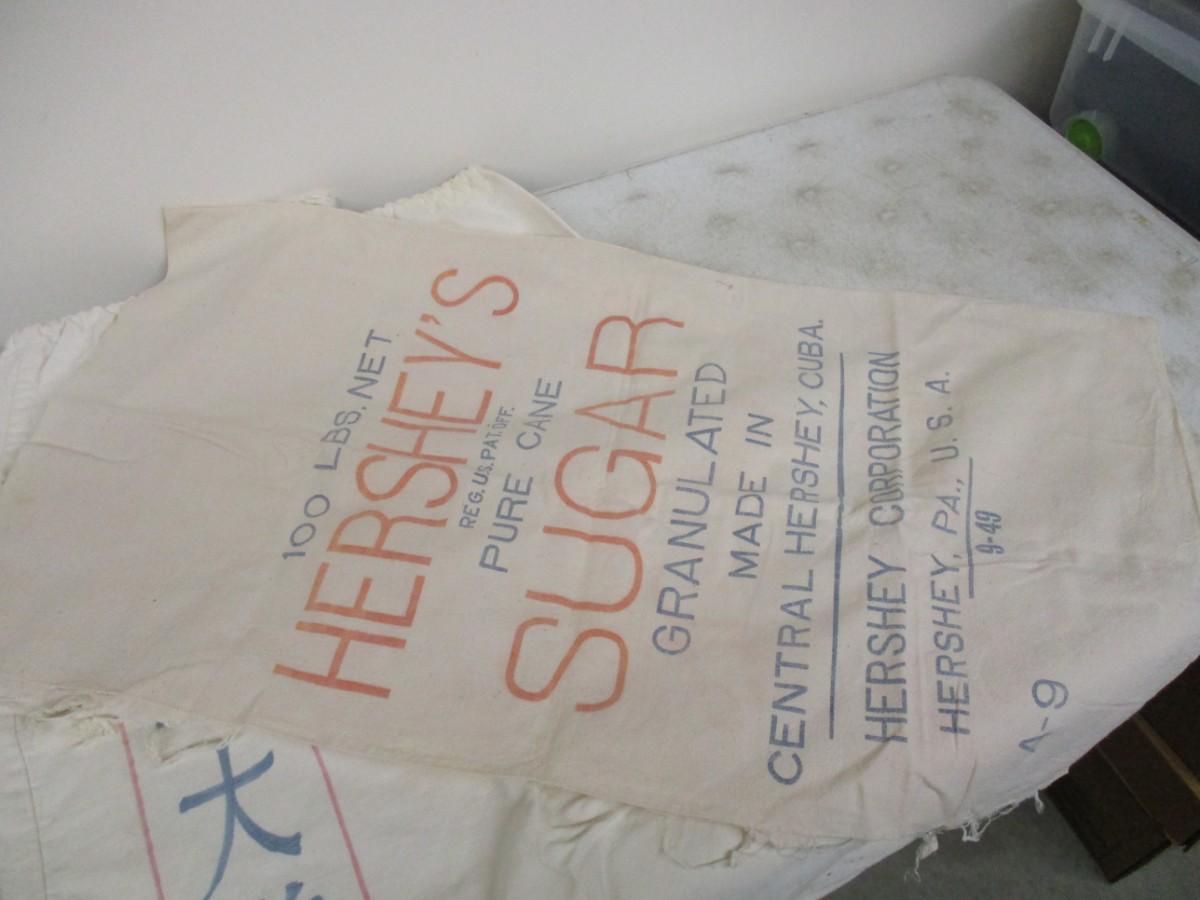 100 LBS. NET
HERSHEY'S
REG. U.S. PAT. OFF.
PURE CANE
SUGAR
GRANULATED
MADE IN
CENTRAL HERSHEY, CUBA.
HERSHEY CORPORATION
HERSHEY, PA., U. S. A.
9-49
A-9
大